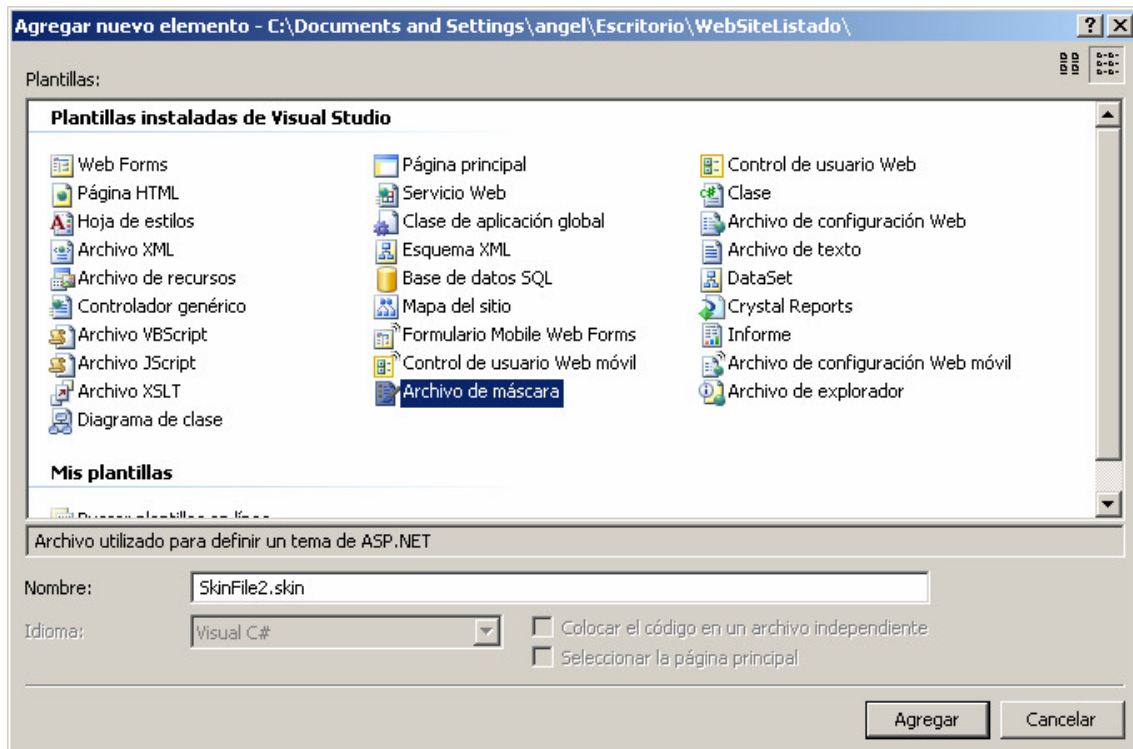 Agregar nuevo elemento - C:\Documents and Settings\angel\Escritorio\WebSiteListado\
Plantillas:
Plantillas instaladas de Visual Studio
Web Forms
Página principal
Control de usuario Web
Página HTML
Servicio Web
Clase
Hoja de estilos
Clase de aplicación global
Archivo de configuración Web
Archivo XML
Esquema XML
Archivo de texto
Archivo de recursos
Base de datos SQL
DataSet
Controlador genérico
Mapa del sitio
Crystal Reports
Archivo VBScript
Formulario Mobile Web Forms
Informe
Archivo JScript
Control de usuario Web móvil
Archivo de configuración Web móvil
Archivo XSLT
Archivo de máscara
Archivo de explorador
Diagrama de clase
Mis plantillas
Buscar plantillas en línea
Archivo utilizado para definir un tema de ASP.NET
Nombre:
SkinFile2.skin
Idioma:
Visual C#
Colocar el código en un archivo independiente
Seleccionar la página principal
Agregar
Cancelar